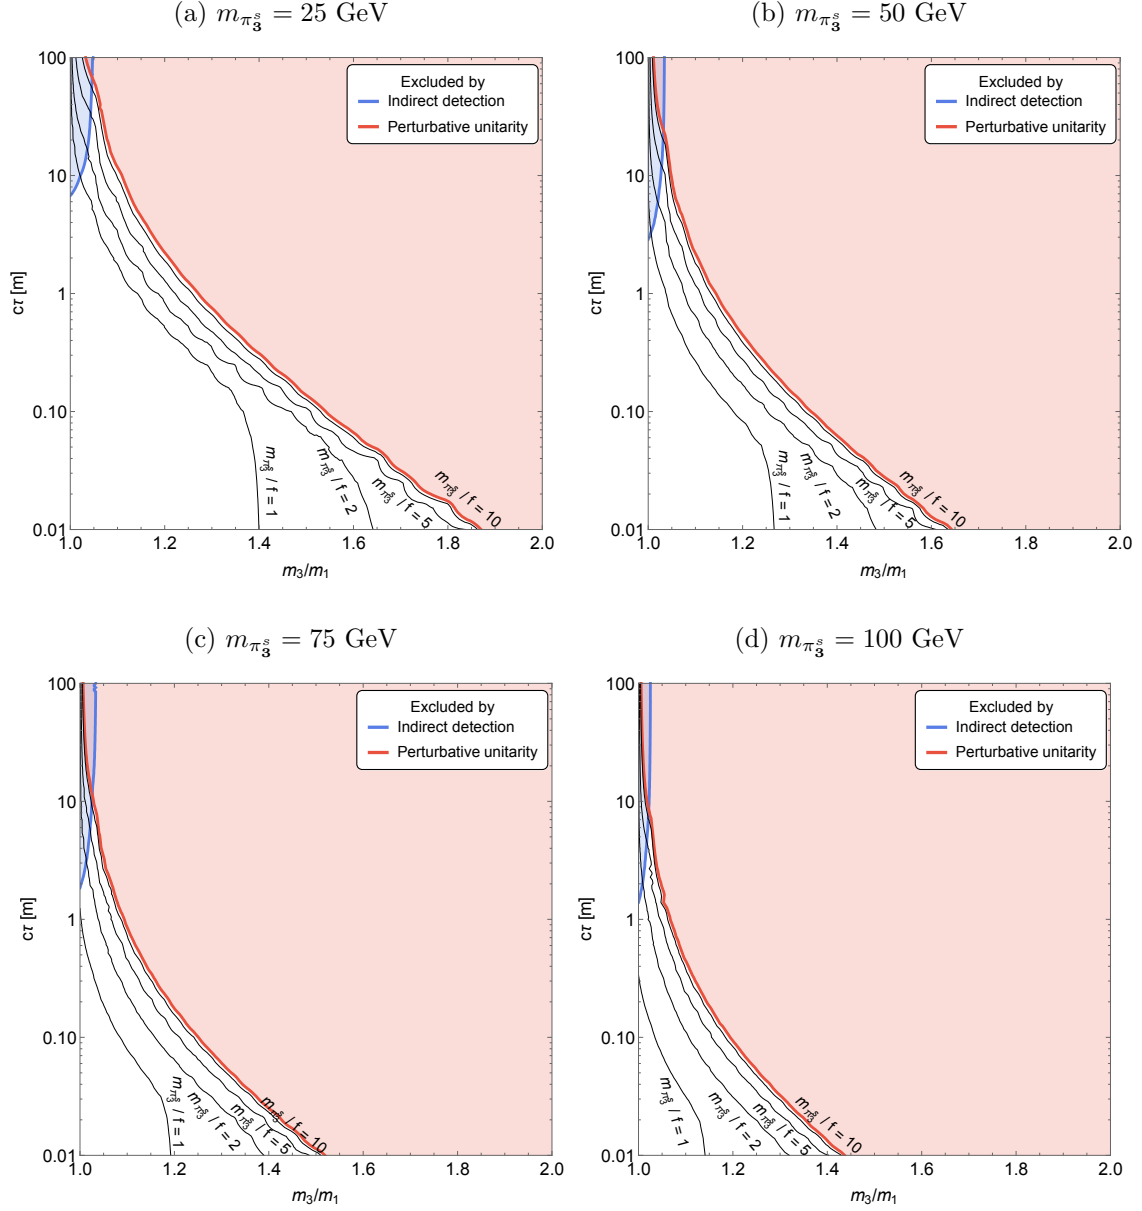 (a) m_{π_3^s} = 25 GeV
100
10
1
0.10
0.01
cτ [m]
Excluded by
Indirect detection
Perturbative unitarity
m_{π_3^s} / f = 1
m_{π_3^s} / f = 2
m_{π_3^s} / f = 5
m_{π_3^s} / f = 10
1.0 1.2 1.4 1.6 1.8 2.0
m_3/m_1
(b) m_{π_3^s} = 50 GeV
100
10
1
0.10
0.01
cτ [m]
Excluded by
Indirect detection
Perturbative unitarity
m_{π_3^s} / f = 1
m_{π_3^s} / f = 2
m_{π_3^s} / f = 5
m_{π_3^s} / f = 10
1.0 1.2 1.4 1.6 1.8 2.0
m_3/m_1
(c) m_{π_3^s} = 75 GeV
100
10
1
0.10
0.01
cτ [m]
Excluded by
Indirect detection
Perturbative unitarity
m_{π_3^s} / f = 1
m_{π_3^s} / f = 2
m_{π_3^s} / f = 5
m_{π_3^s} / f = 10
1.0 1.2 1.4 1.6 1.8 2.0
m_3/m_1
(d) m_{π_3^s} = 100 GeV
100
10
1
0.10
0.01
cτ [m]
Excluded by
Indirect detection
Perturbative unitarity
m_{π_3^s} / f = 1
m_{π_3^s} / f = 2
m_{π_3^s} / f = 5
m_{π_3^s} / f = 10
1.0 1.2 1.4 1.6 1.8 2.0
m_3/m_1